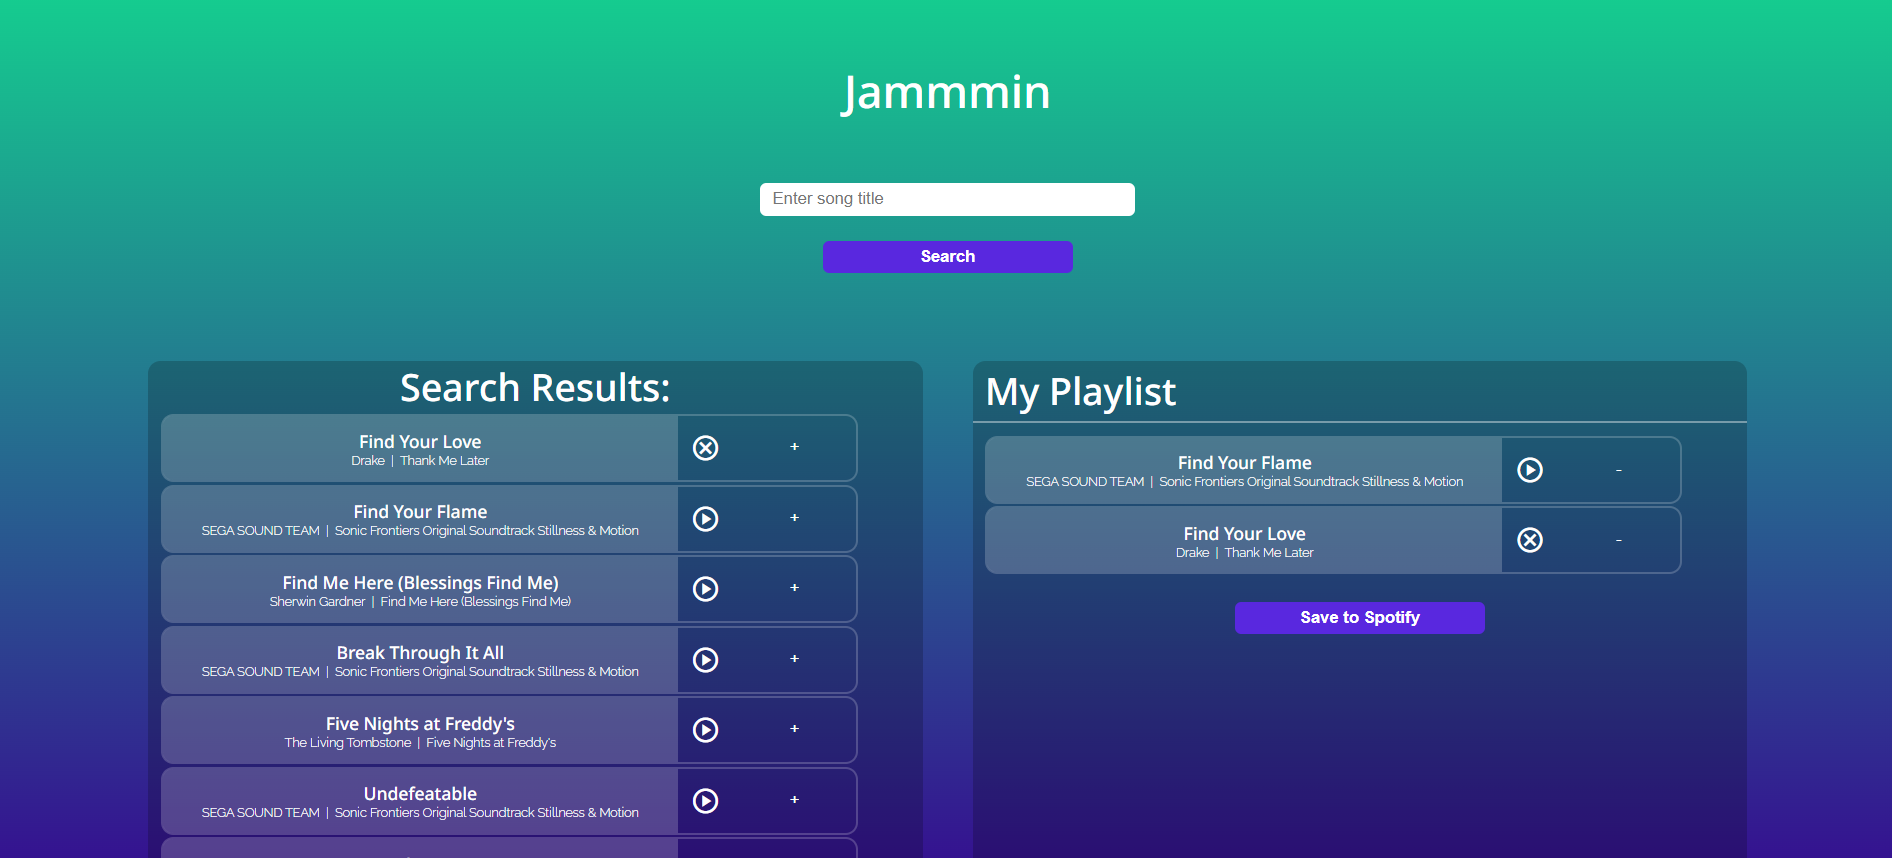 Jammmin
Enter song title
Search
Search Results:
Find Your Love
Drake | Thank Me Later
+
Find Your Flame
SEGA SOUND TEAM | Sonic Frontiers Original Soundtrack Stillness & Motion
+
Find Me Here (Blessings Find Me)
Sherwin Gardner | Find Me Here (Blessings Find Me)
+
Break Through It All
SEGA SOUND TEAM | Sonic Frontiers Original Soundtrack Stillness & Motion
+
Five Nights at Freddy's
The Living Tombstone | Five Nights at Freddy's
+
Undefeatable
SEGA SOUND TEAM | Sonic Frontiers Original Soundtrack Stillness & Motion
+
My Playlist
Find Your Flame
SEGA SOUND TEAM | Sonic Frontiers Original Soundtrack Stillness & Motion
-
Find Your Love
Drake | Thank Me Later
-
Save to Spotify